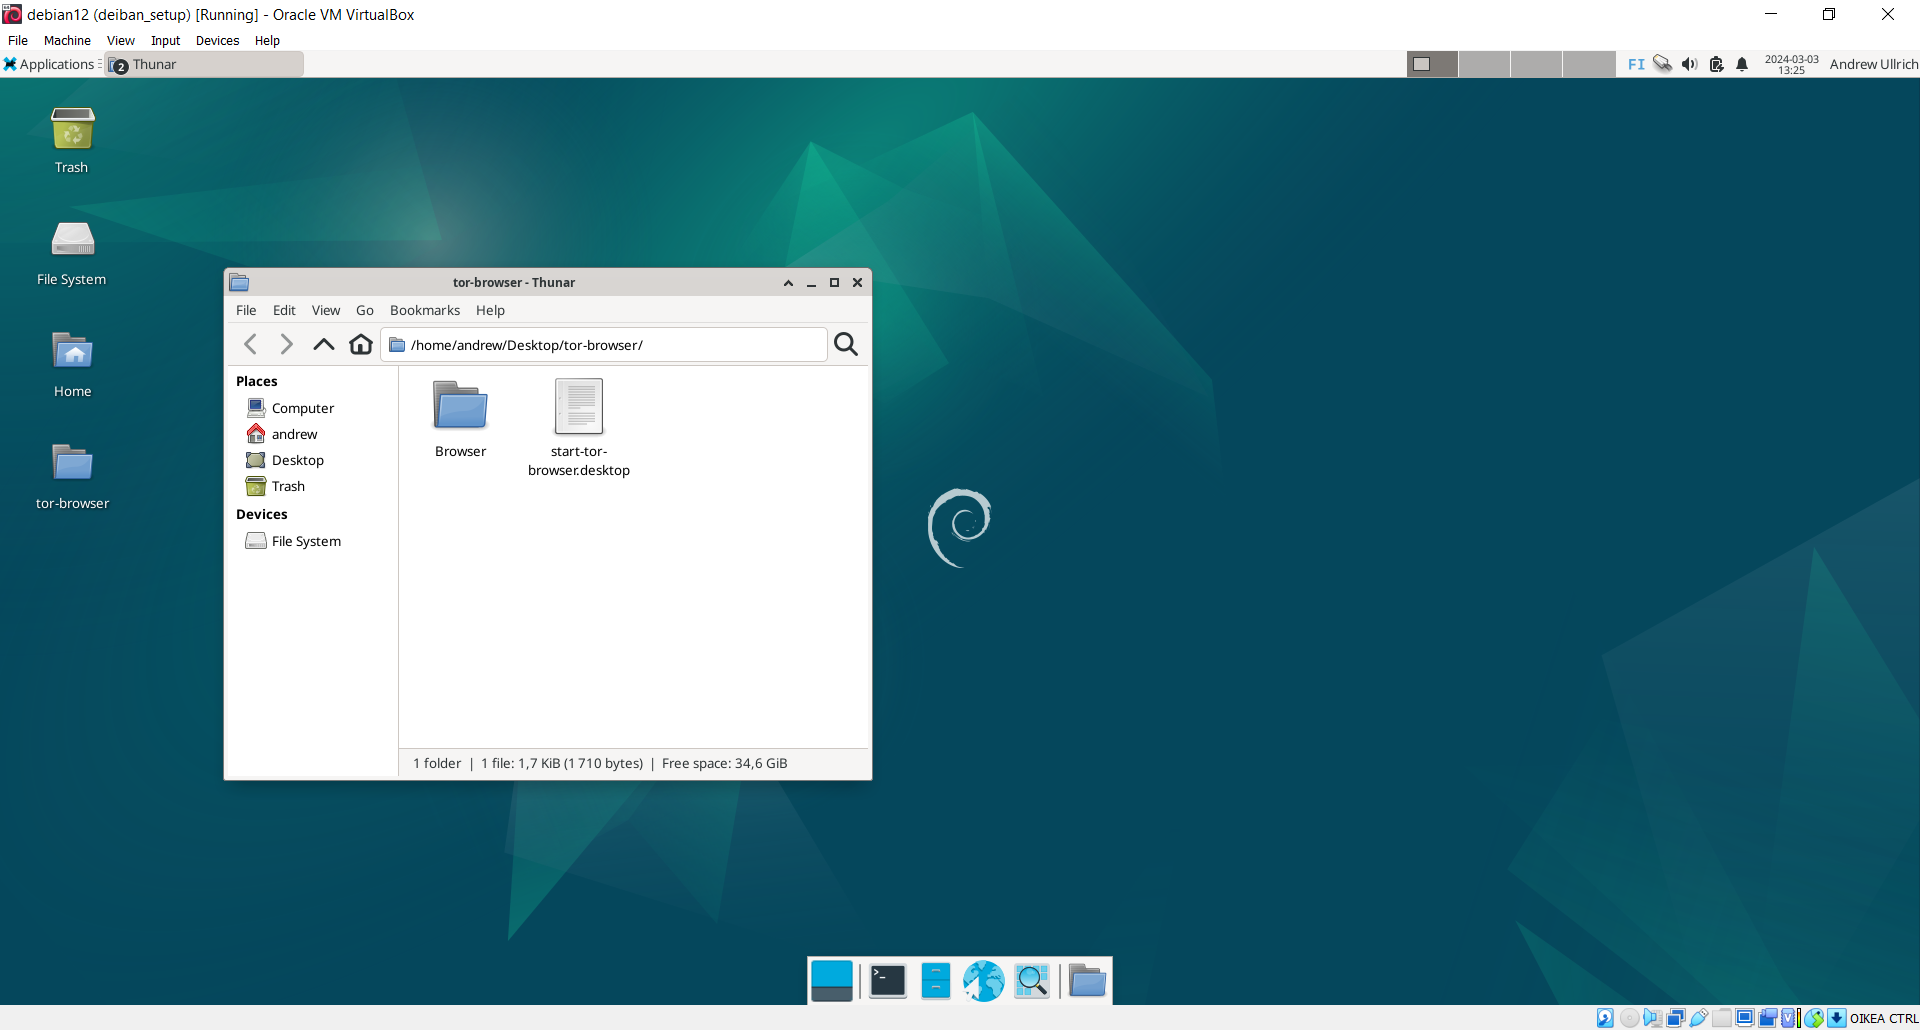 debian12 (deiban_setup) [Running] - Oracle VM VirtualBox
File Machine View Input Devices Help
Applications 2 Thunar FI 2024-03-03 13:25 Andrew Ullrich
Trash
File System
Home
tor-browser
tor-browser - Thunar
File Edit View Go Bookmarks Help
/home/andrew/Desktop/tor-browser/
Places
Computer
andrew
Desktop
Trash
Devices
File System
Browser
start-tor-
browser.desktop
1 folder | 1 file: 1,7 KiB (1 710 bytes) | Free space: 34,6 GiB
>_
OIKEA CTRL